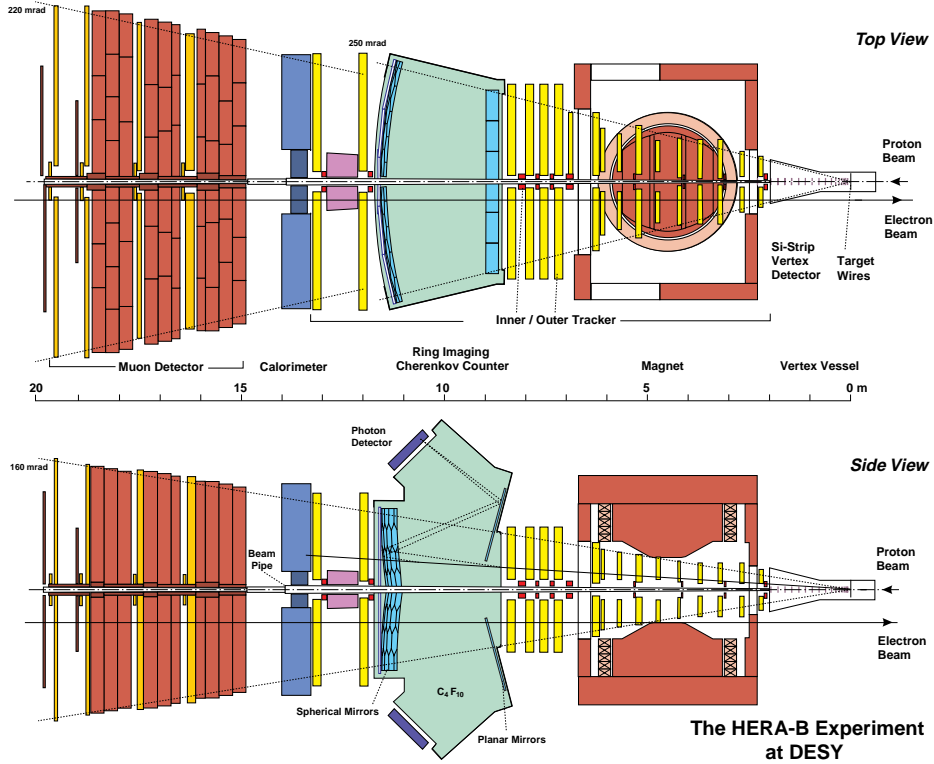 220 mrad
250 mrad
Top View
Proton
Beam
Electron
Beam
Si-Strip
Vertex
Detector
Target
Wires
Inner / Outer Tracker
Muon Detector
Calorimeter
Ring Imaging
Cherenkov Counter
Magnet
Vertex Vessel
20
15
10
5
0 m
160 mrad
Photon
Detector
Side View
Beam
Pipe
Proton
Beam
Electron
Beam
C4 F10
Spherical Mirrors
Planar Mirrors
The HERA-B Experiment
at DESY